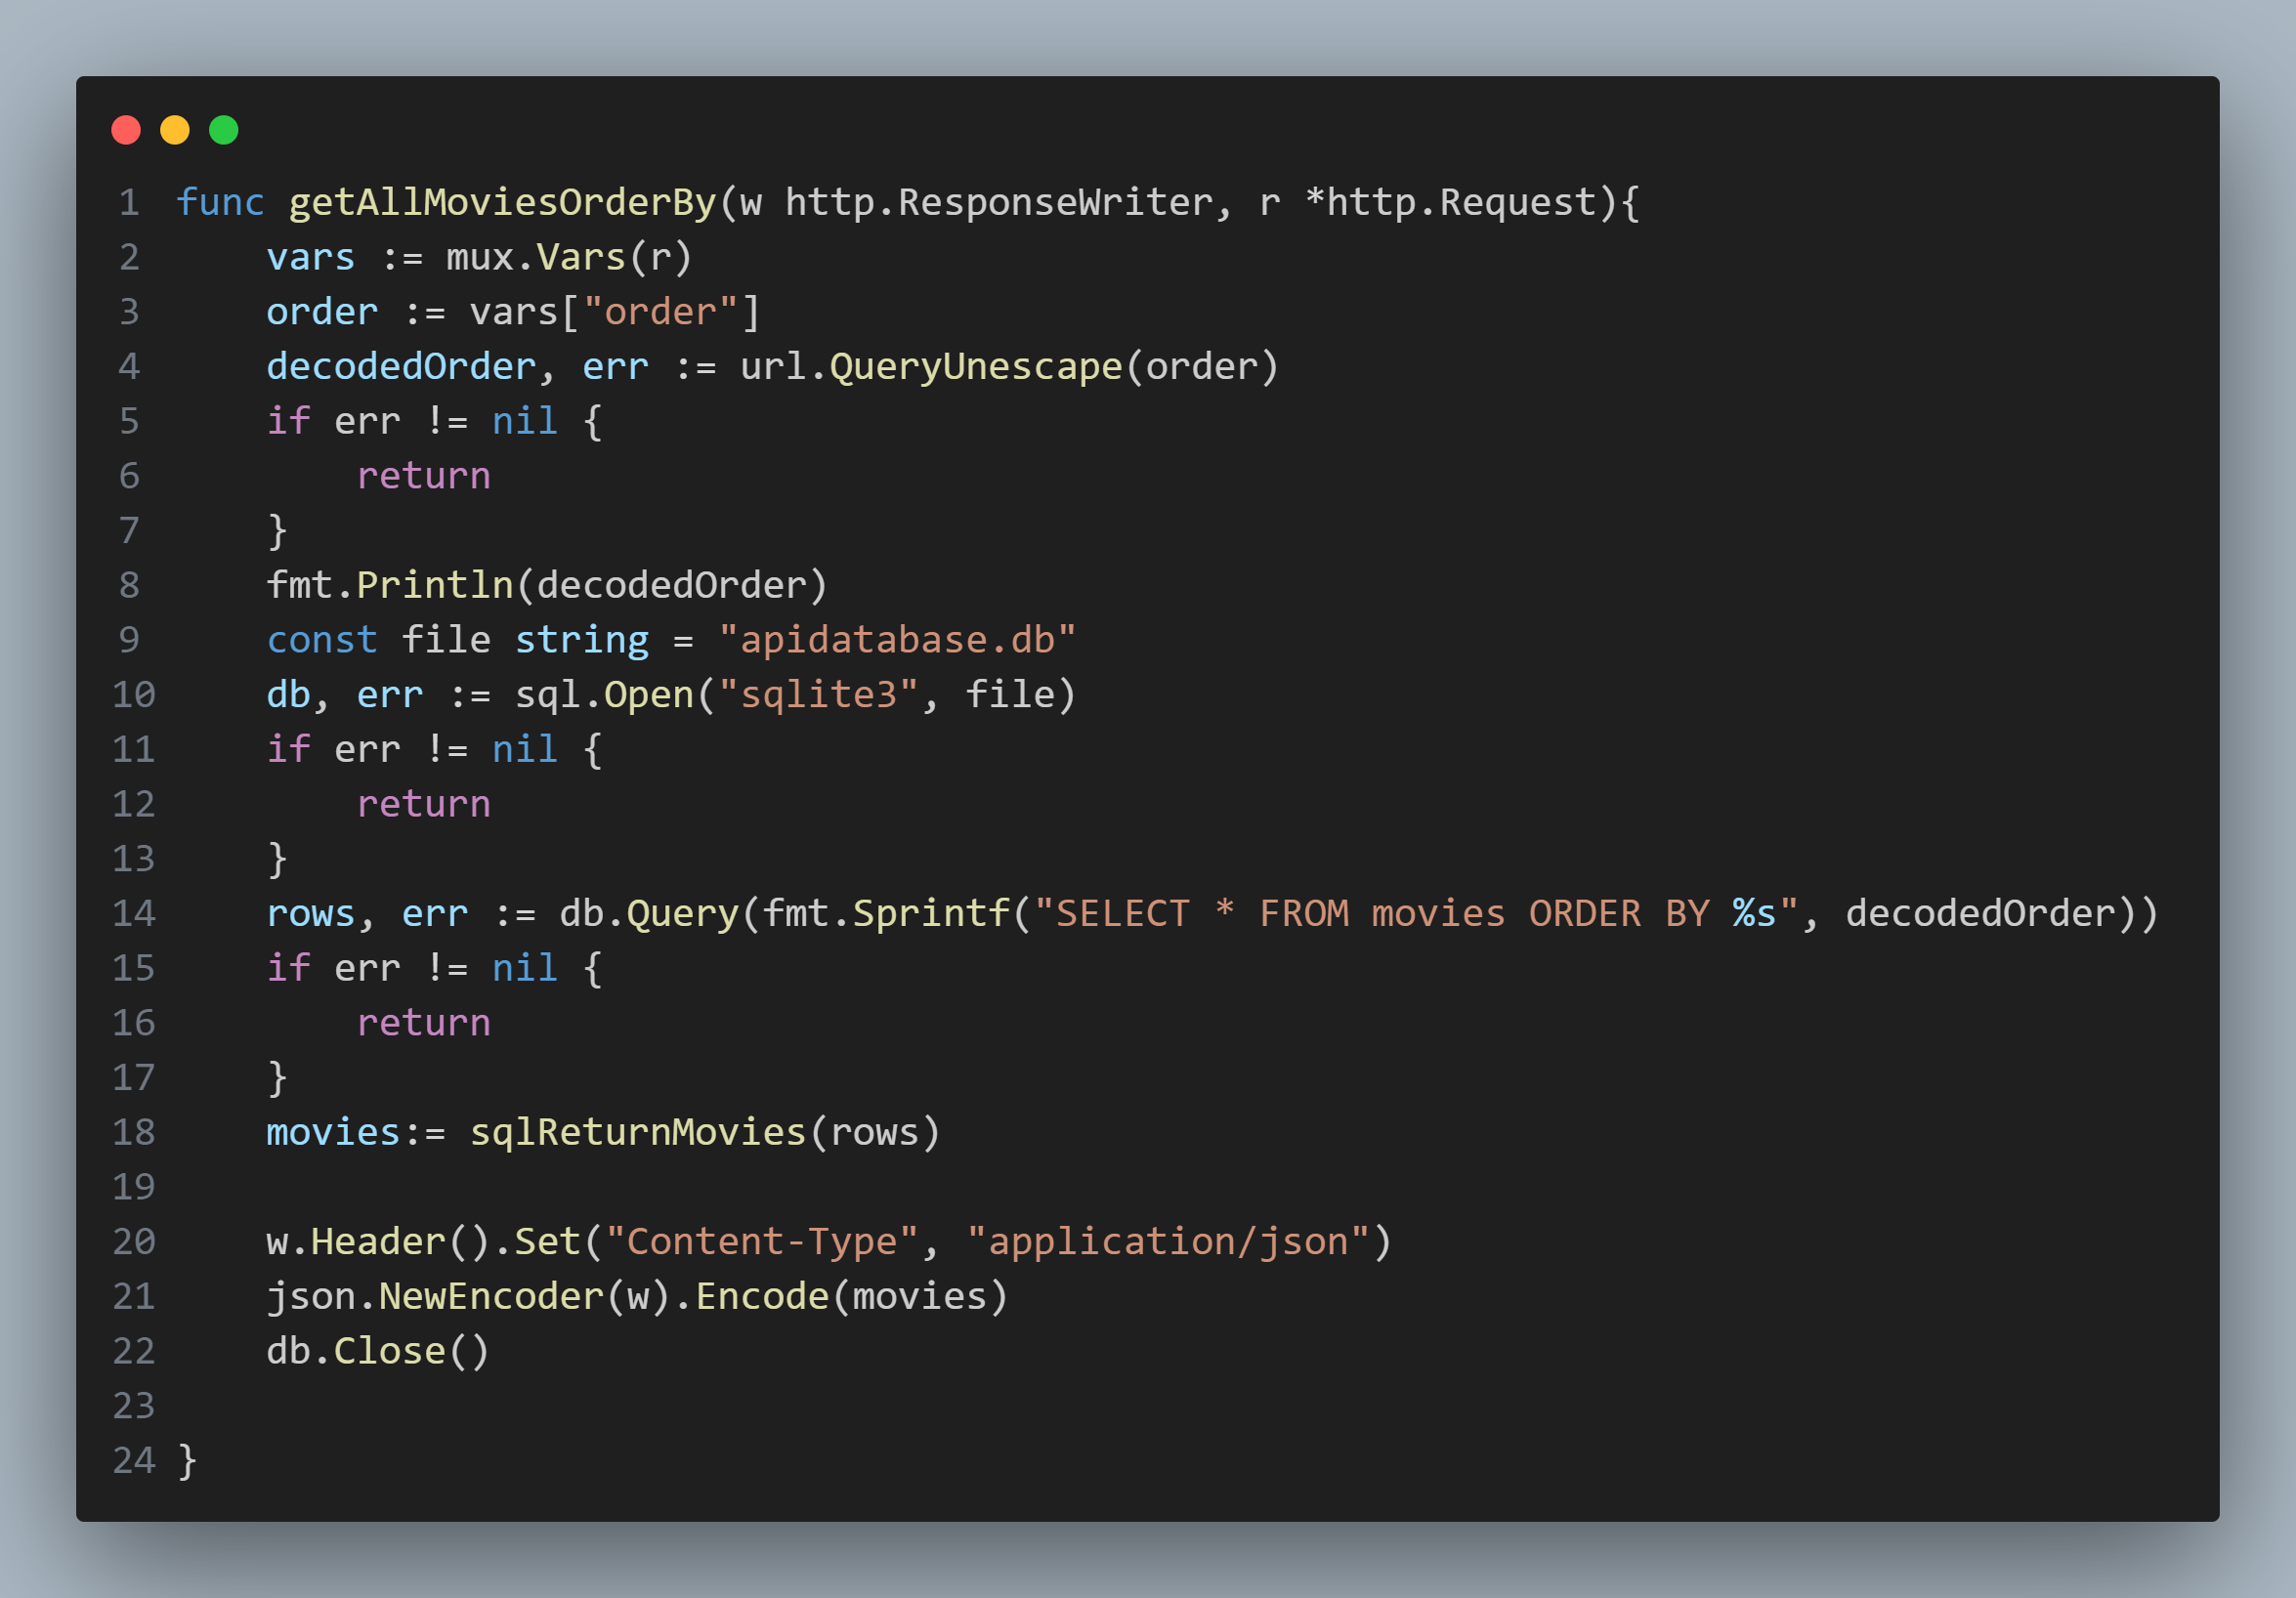 1 func getAllMoviesOrderBy(w http.ResponseWriter, r *http.Request){
2     vars := mux.Vars(r)
3     order := vars["order"]
4     decodedOrder, err := url.QueryUnescape(order)
5     if err != nil {
6         return
7     }
8     fmt.Println(decodedOrder)
9     const file string = "apidatabase.db"
10     db, err := sql.Open("sqlite3", file)
11     if err != nil {
12         return
13     }
14     rows, err := db.Query(fmt.Sprintf("SELECT * FROM movies ORDER BY %s", decodedOrder))
15     if err != nil {
16         return
17     }
18     movies:= sqlReturnMovies(rows)
19
20     w.Header().Set("Content-Type", "application/json")
21     json.NewEncoder(w).Encode(movies)
22     db.Close()
23
24 }